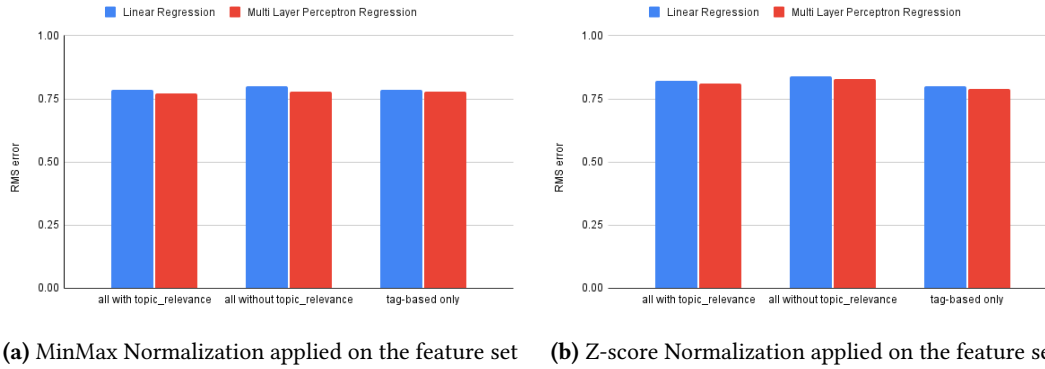 Linear Regression Multi Layer Perceptron Regression
1.00
0.75
0.50
0.25
0.00
RMS error
all with topic_relevance all without topic_relevance tag-based only
(a) MinMax Normalization applied on the feature set
Linear Regression Multi Layer Perceptron Regression
1.00
0.75
0.50
0.25
0.00
RMS error
all with topic_relevance all without topic_relevance tag-based only
(b) Z-score Normalization applied on the feature se